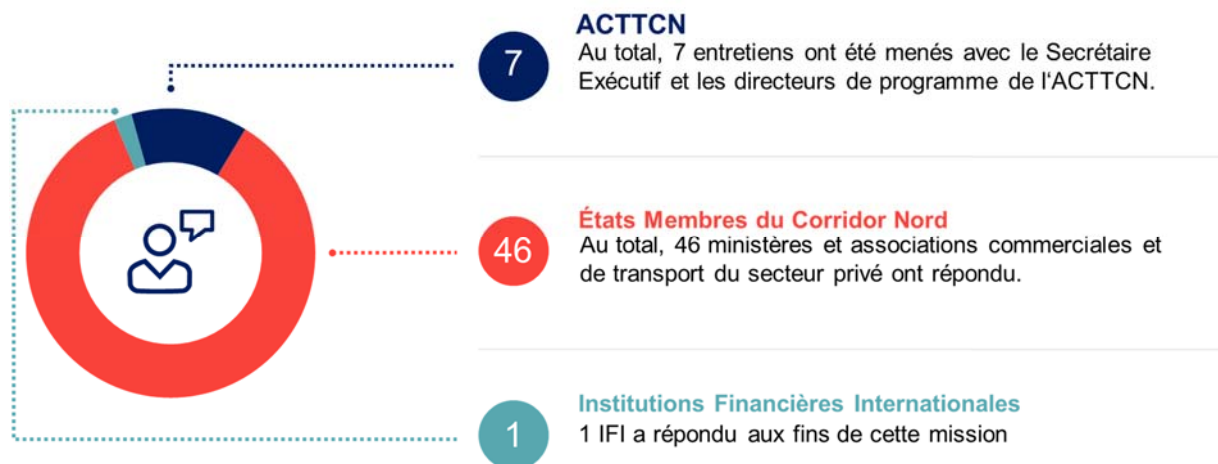 7
ACTTCN
Au total, 7 entretiens ont été menés avec le Secrétaire
Exécutif et les directeurs de programme de l'ACTTCN.
46
États Membres du Corridor Nord
Au total, 46 ministères et associations commerciales et
de transport du secteur privé ont répondu.
1
Institutions Financières Internationales
1 IFI a répondu aux fins de cette mission